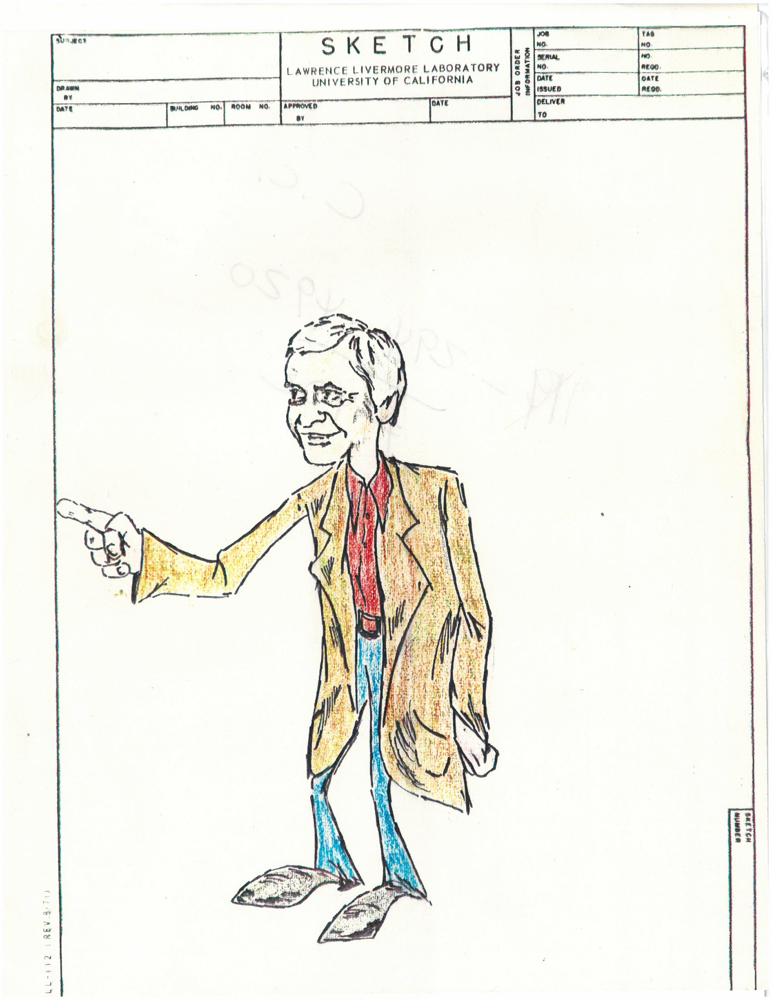 SUBJECT
DRAWN
BY
DATE
BUILDING NO.
ROOM NO.
SKETCH
LAWRENCE LIVERMORE LABORATORY
UNIVERSITY OF CALIFORNIA
APPROVED
BY
DATE
JOB ORDER
INFORMATION
JOB
NO.
TAG
NO.
SERIAL
NO.
NO.
REQD.
DATE
ISSUED
DATE
REQD.
DELIVER
TO
4920
SKETCH
NUMBER
LL-112 (REV.8/71)